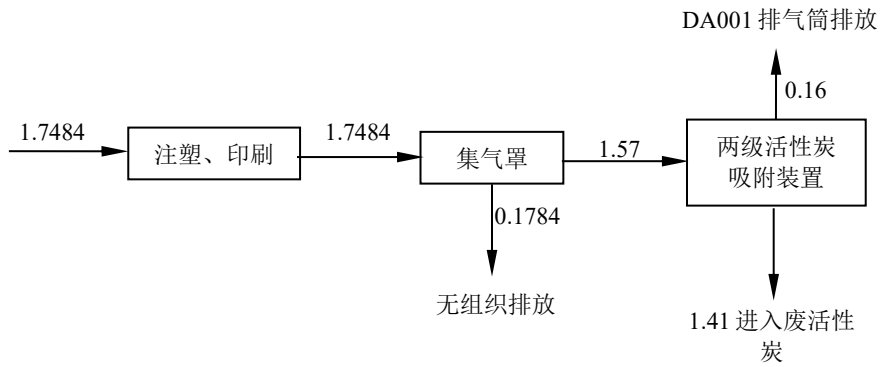 DA001 排气筒排放
0.16
1.7484
注塑、印刷
1.7484
集气罩
1.57
两级活性炭
吸附装置
0.1784
无组织排放
1.41 进入废活性
炭